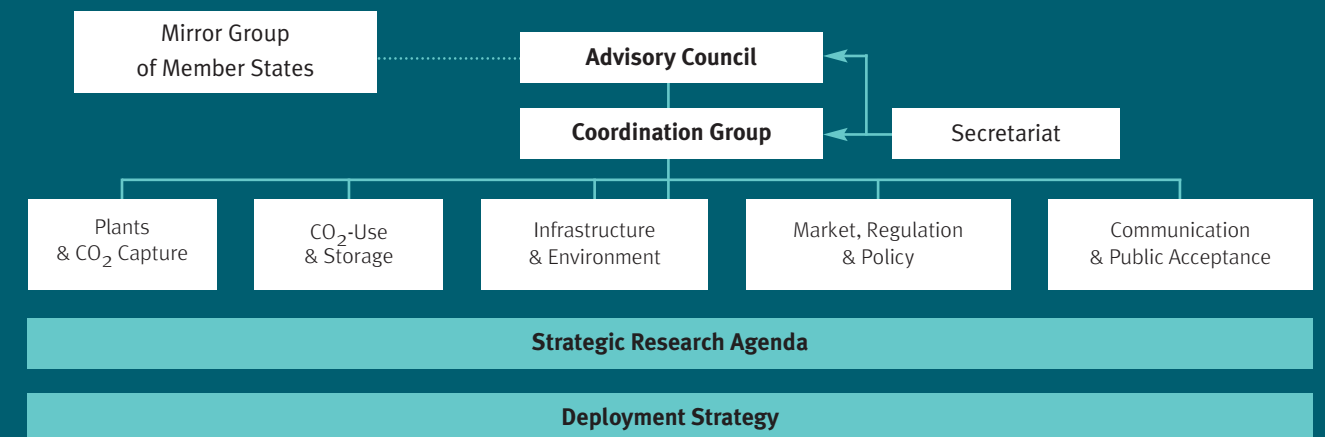 Mirror Group
of Member States
Advisory Council
Coordination Group
Secretariat
Plants
& CO₂ Capture
CO₂-Use
& Storage
Infrastructure
& Environment
Market, Regulation
& Policy
Communication
& Public Acceptance
Strategic Research Agenda
Deployment Strategy